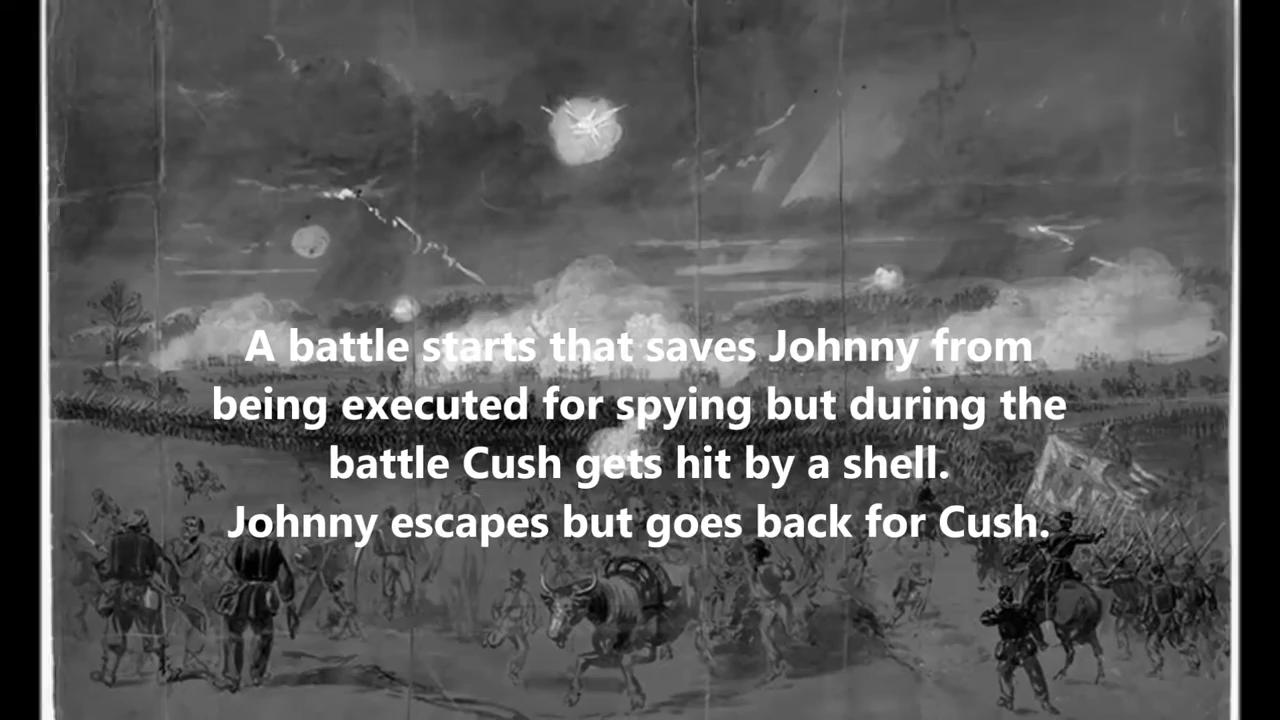 A battle starts that saves Johnny from
being executed for spying but during the
battle Cush gets hit by a shell.
Johnny escapes but goes back for Cush.